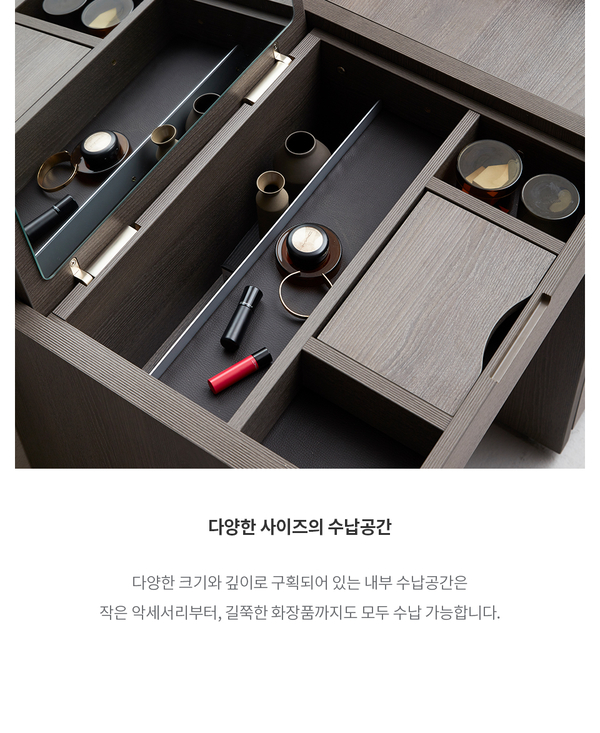 다양한 사이즈의 수납공간
다양한 크기와 깊이로 구획되어 있는 내부 수납공간은
작은 악세서리부터, 길쭉한 화장품까지도 모두 수납 가능합니다.